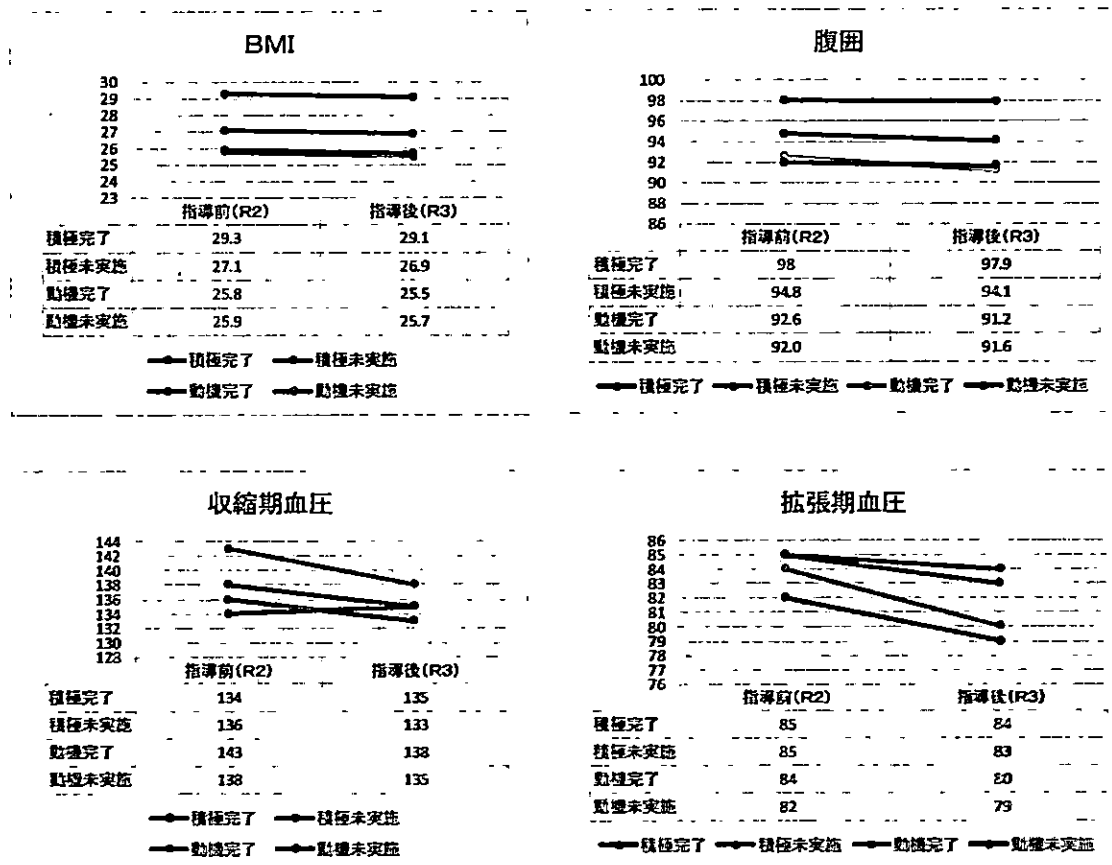 BMI
30
29
28
27
26
25
24
23
指導前(R2) 指導後(R3)
積極完了 29.3 29.1
積極未実施 27.1 26.9
動機完了 25.8 25.5
動機未実施 25.9 25.7
積極完了 積極未実施
動機完了 動機未実施
腹囲
100
98
96
94
92
90
88
86
指導前(R2) 指導後(R3)
積極完了 98 97.9
積極未実施 94.8 94.1
動機完了 92.6 91.2
動機未実施 92.0 91.6
積極完了 積極未実施 動機完了 動機未実施
収縮期血圧
144
142
140
138
136
134
132
130
128
指導前(R2) 指導後(R3)
積極完了 134 135
積極未実施 136 133
動機完了 143 138
動機未実施 138 135
積極完了 積極未実施
動機完了 動機未実施
拡張期血圧
86
85
84
83
82
81
80
79
78
77
76
指導前(R2) 指導後(R3)
積極完了 85 84
積極未実施 85 83
動機完了 84 80
動機未実施 82 79
積極完了 積極未実施 動機完了 動機未実施